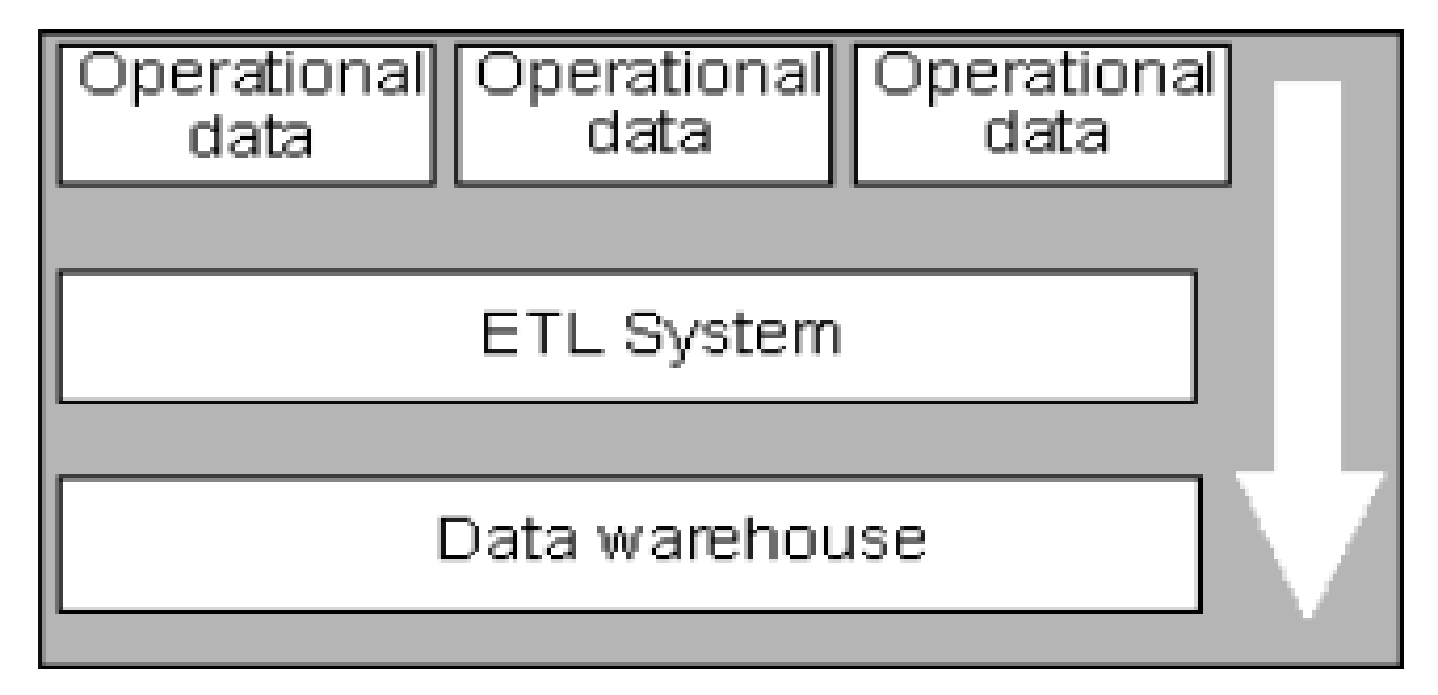 Operational
data
Operational
data
Operational
data
ETL System
Data warehouse